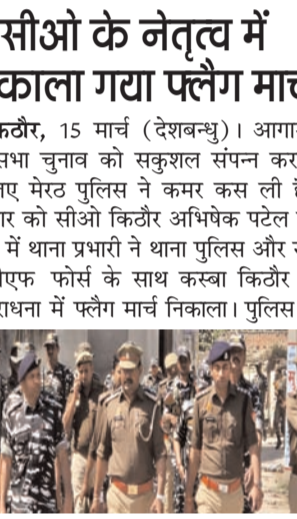 सीओ के नेतृत्व में
काला गया फ्लैग मार्च
कठौर, 15 मार्च (देशबन्धु)। आगा
सभा चुनाव को सकुशल संपन्न कर
ए मेरठ पुलिस ने कमर कस ली है
ार को सीओ किठौर अभिषेक पटेल
में थाना प्रभारी ने थाना पुलिस और
ीएफ फोर्स के साथ कस्बा किठौर
ाधना में फ्लैग मार्च निकाला। पुलिस